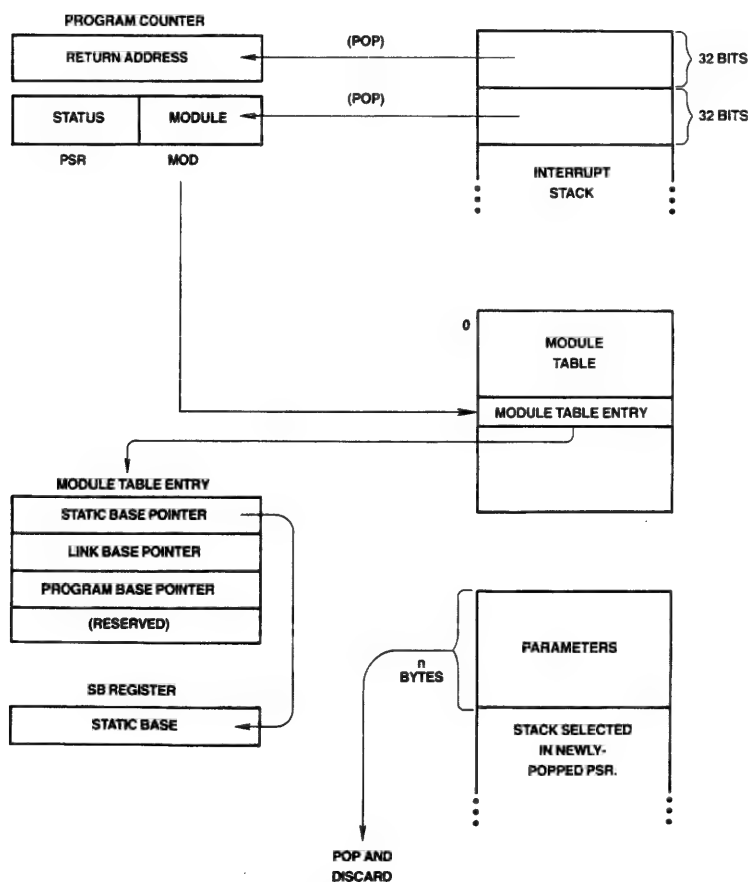 PROGRAM COUNTER
RETURN ADDRESS
(POP)
32 BITS
STATUS
MODULE
(POP)
32 BITS
PSR
MOD
INTERRUPT
STACK
0
MODULE
TABLE
MODULE TABLE ENTRY
MODULE TABLE ENTRY
STATIC BASE POINTER
LINK BASE POINTER
PROGRAM BASE POINTER
(RESERVED)
n
BYTES
PARAMETERS
SB REGISTER
STATIC BASE
STACK SELECTED
IN NEWLY-
POPPED PSR.
POP AND
DISCARD